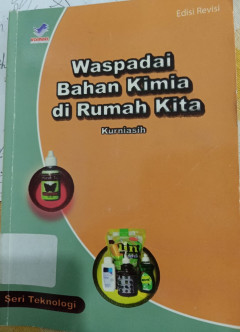 Edisi Revisi
Waspadai
Bahan Kimia
di Rumah Kita
Kurniasih
Seri Teknologi